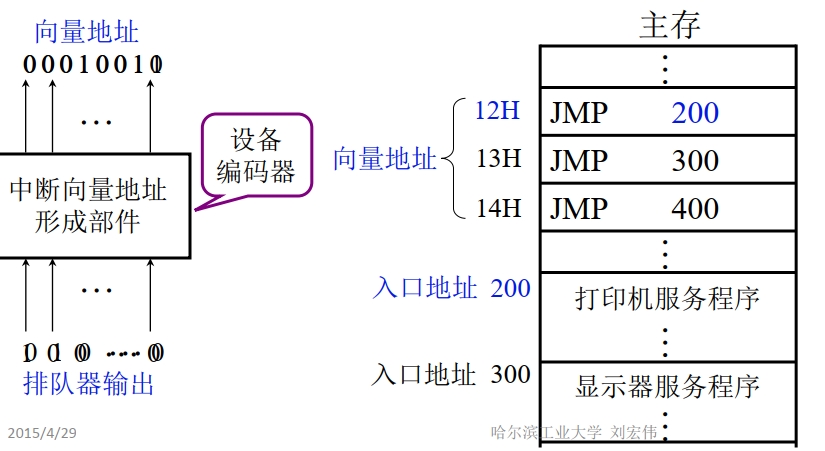 向量地址
…
中断向量地址
形成部件
设备
编码器
…
排队器输出
2015/4/29
主存
向量地址
12H JMP 200
13H JMP 300
14H JMP 400
入口地址 200
打印机服务程序
入口地址 300
显示器服务程序
哈尔滨工业大学 刘宏伟